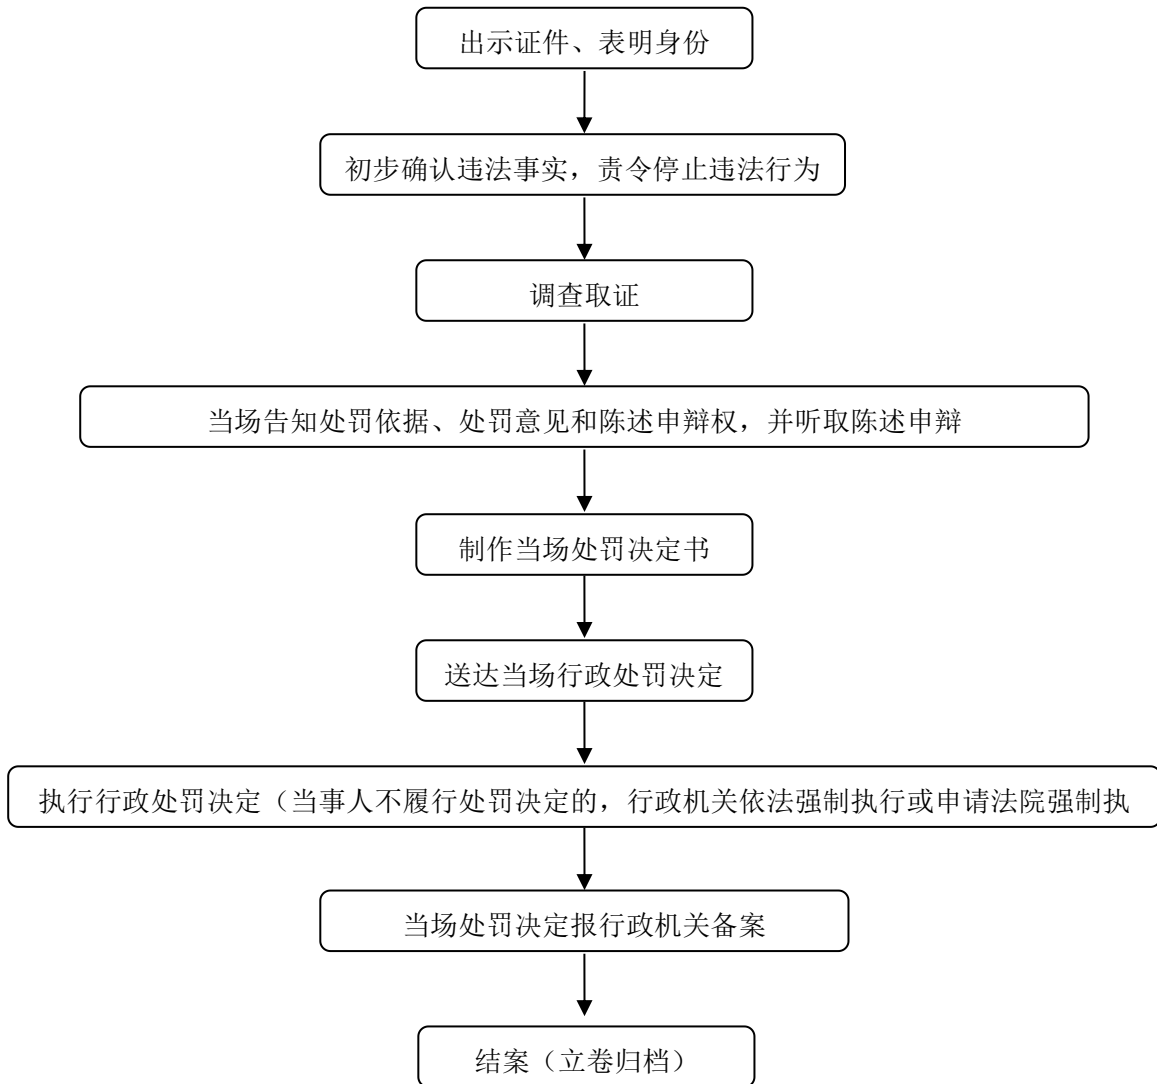 出示证件、表明身份
初步确认违法事实，责令停止违法行为
调查取证
当场告知处罚依据、处罚意见和陈述申辩权，并听取陈述申辩
制作当场处罚决定书
送达当场行政处罚决定
执行行政处罚决定（当事人不履行处罚决定的，行政机关依法强制执行或申请法院强制执
当场处罚决定报行政机关备案
结案（立卷归档）